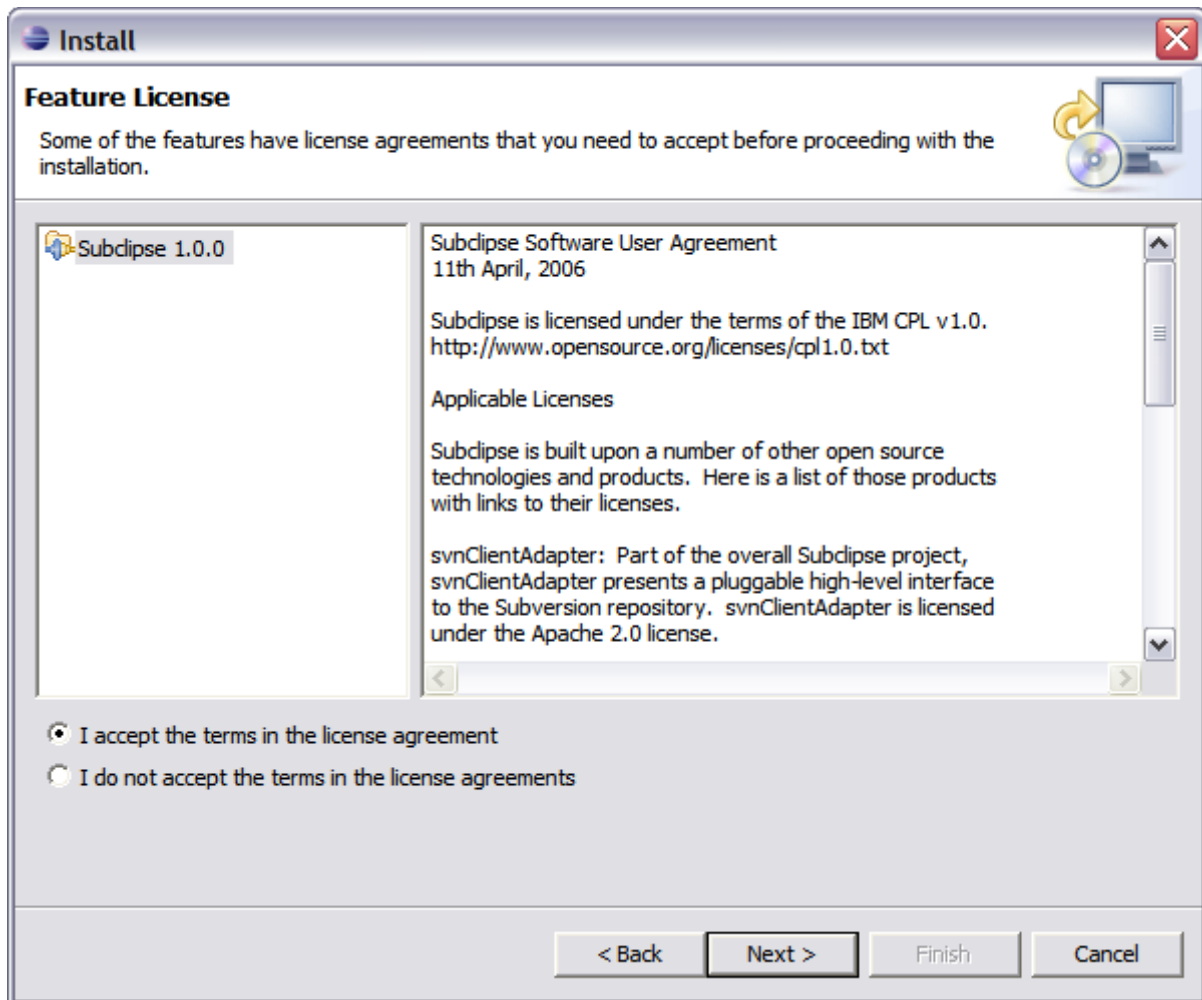 Install
Feature License
Some of the features have license agreements that you need to accept before proceeding with the
installation.
Subclipse 1.0.0
Subclipse Software User Agreement
11th April, 2006
Subclipse is licensed under the terms of the IBM CPL v1.0.
http://www.opensource.org/licenses/cpl1.0.txt
Applicable Licenses
Subclipse is built upon a number of other open source
technologies and products.  Here is a list of those products
with links to their licenses.
svnClientAdapter:  Part of the overall Subclipse project,
svnClientAdapter presents a pluggable high-level interface
to the Subversion repository.  svnClientAdapter is licensed
under the Apache 2.0 license.
I accept the terms in the license agreement
I do not accept the terms in the license agreements
< Back Next > Finish Cancel